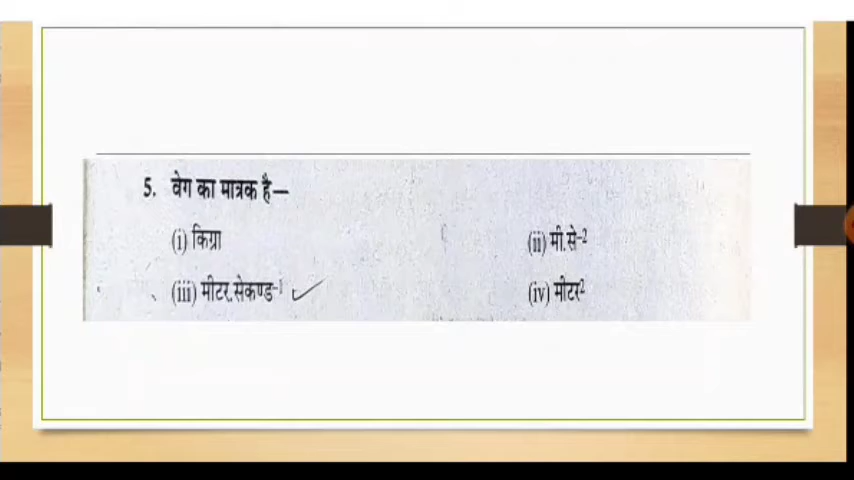 5. वेग का मात्रक है—
(i) किग्रा (ii) मी.से⁻²
(iii) मीटर.सेकण्ड⁻¹ (iv) मीटर²